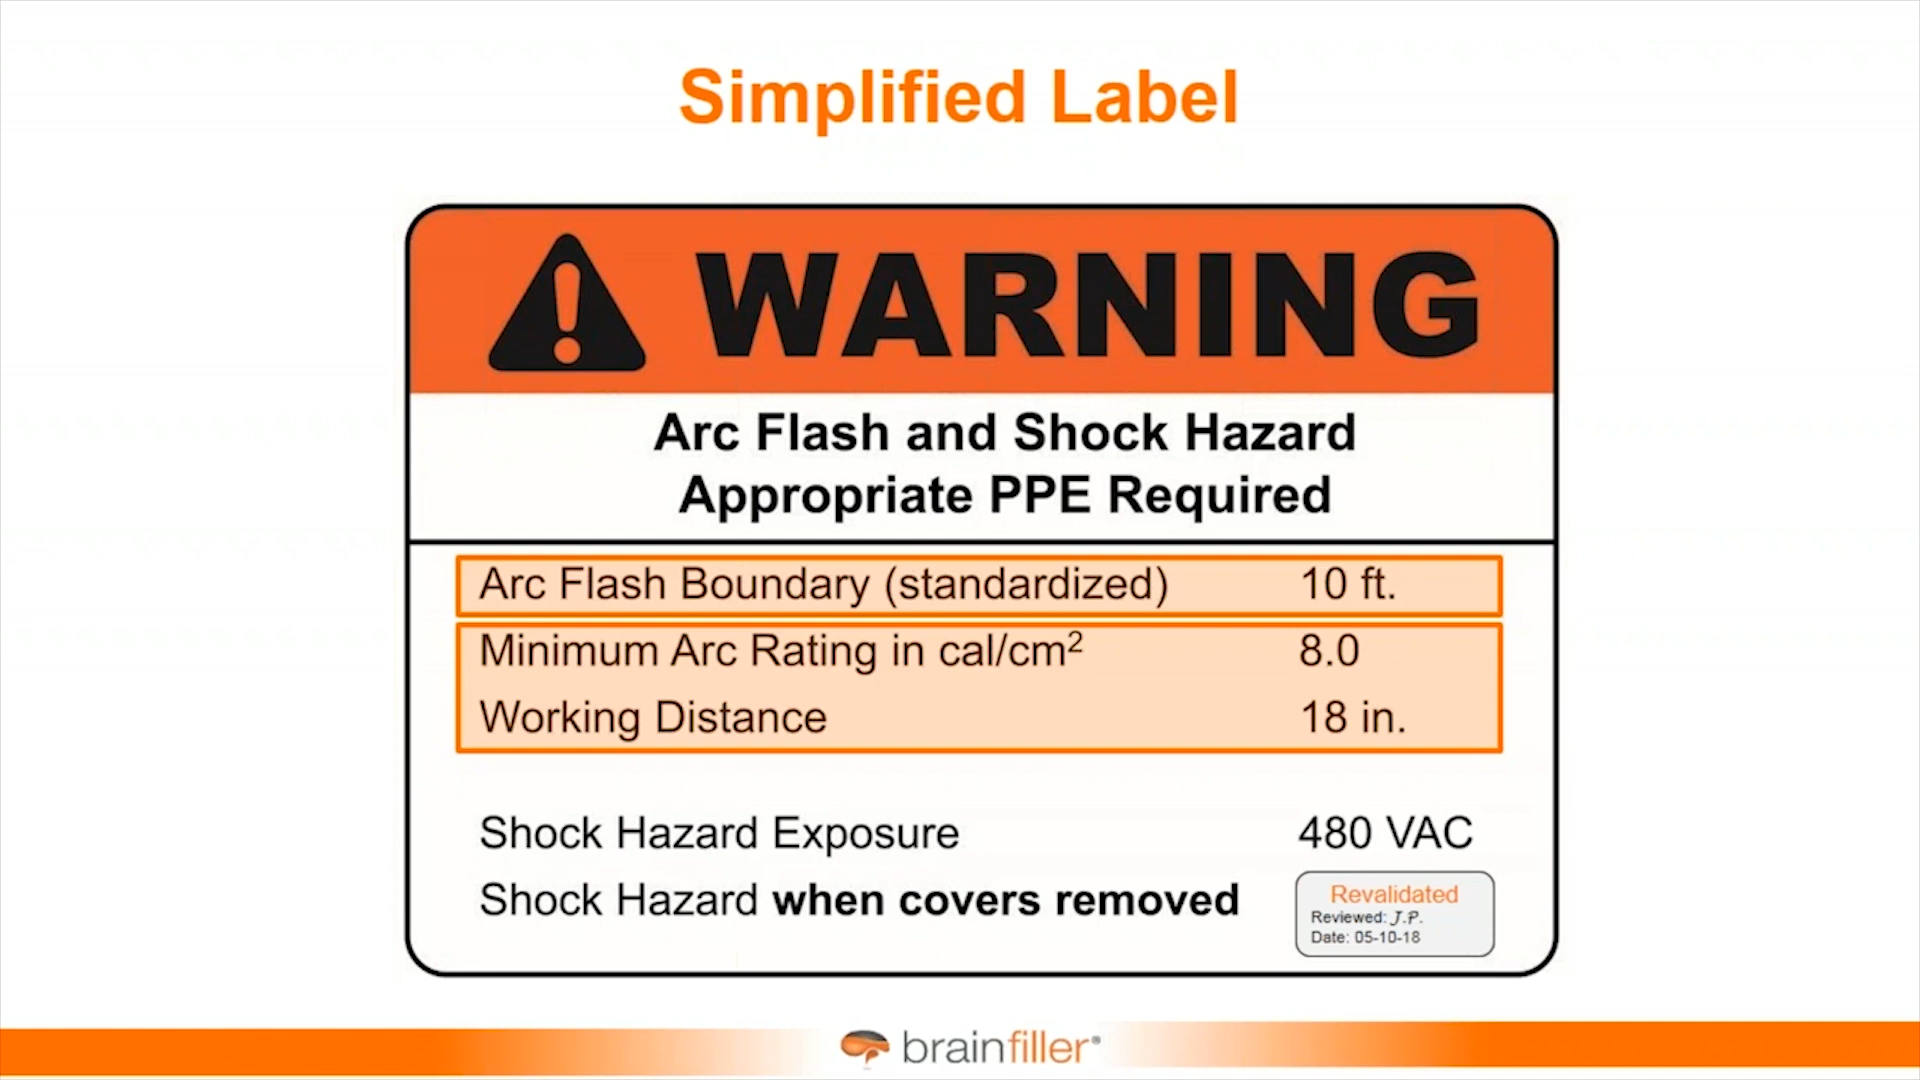 Simplified Label
WARNING
Arc Flash and Shock Hazard
Appropriate PPE Required
Arc Flash Boundary (standardized) 10 ft.
Minimum Arc Rating in cal/cm² 8.0
Working Distance 18 in.
Shock Hazard Exposure 480 VAC
Shock Hazard when covers removed
Revalidated
Reviewed: J.P.
Date: 05-10-18
brainfiller®